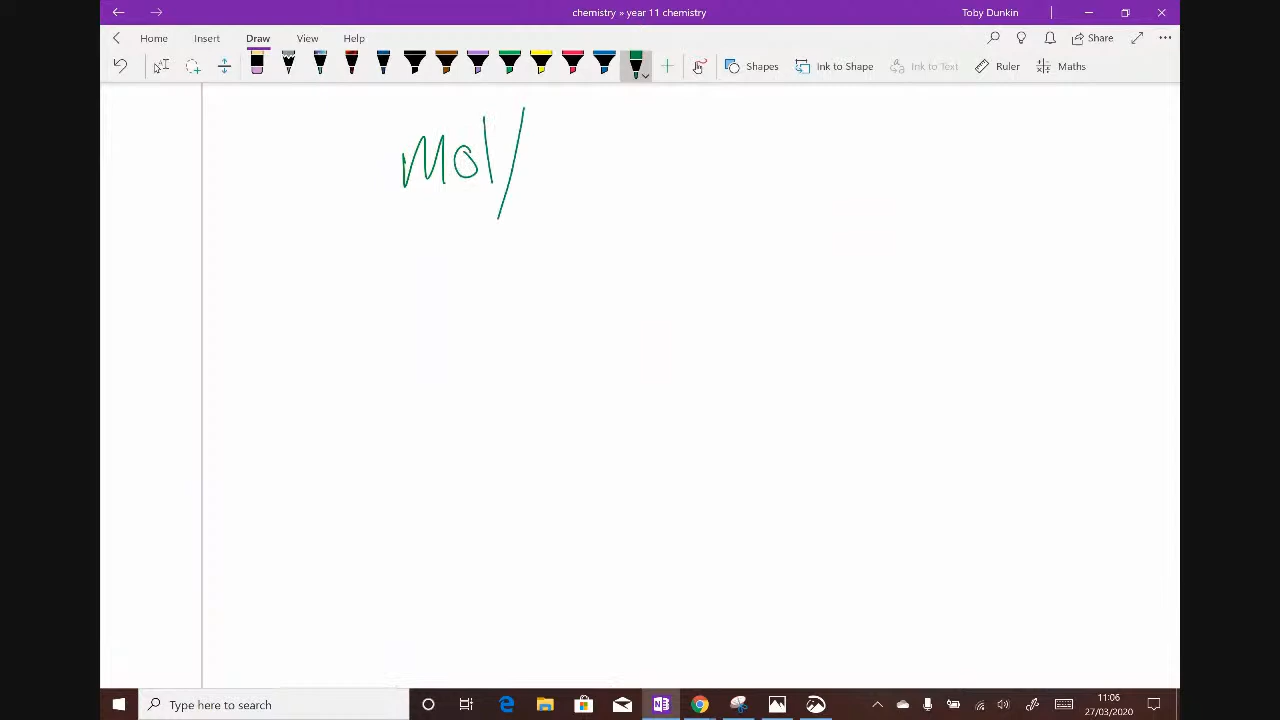 chemistry » year 11 chemistry
Toby Dunkin
Home Insert Draw View Help
Share
Shapes Ink to Shape Ink to Text Ruler Maths
mol/
Type here to search
11:06
27/03/2020